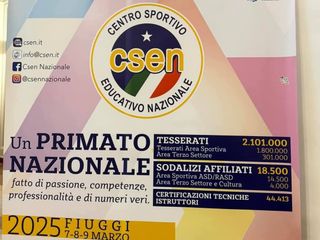 csen.it
info@csen.it
Csen Nazionale
@csennazionale
CENTRO SPORTIVO
csen
EDUCATIVO NAZIONALE
Un PRIMATO
NAZIONALE
fatto di passione, competenze,
professionalità e di numeri veri.
TESSERATI 2.101.000
Tesserati Area Sportiva 1.800.000
Area Terzo Settore 301.000
SODALIZI AFFILIATI 18.500
Area Sportiva ASD/RASD 14.500
Area Terzo Settore e Cultura 4.000
CERTIFICAZIONI TECNICHE
ISTRUTTORI 44.413
2025 FIUGGI
7-8-9 MARZO